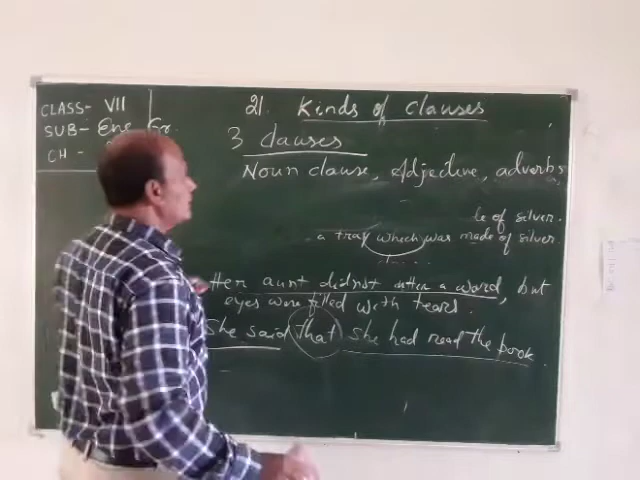 CLASS- VII
SUB- Eng Gr.
CH -
21. Kinds of Clauses
3 clauses
Noun clause, Adjective, adverbs
le of silver.
a tray which was made of silver.
Her aunt didn't utter a word, but
eyes were filled with tears.
She said that she had read the book.